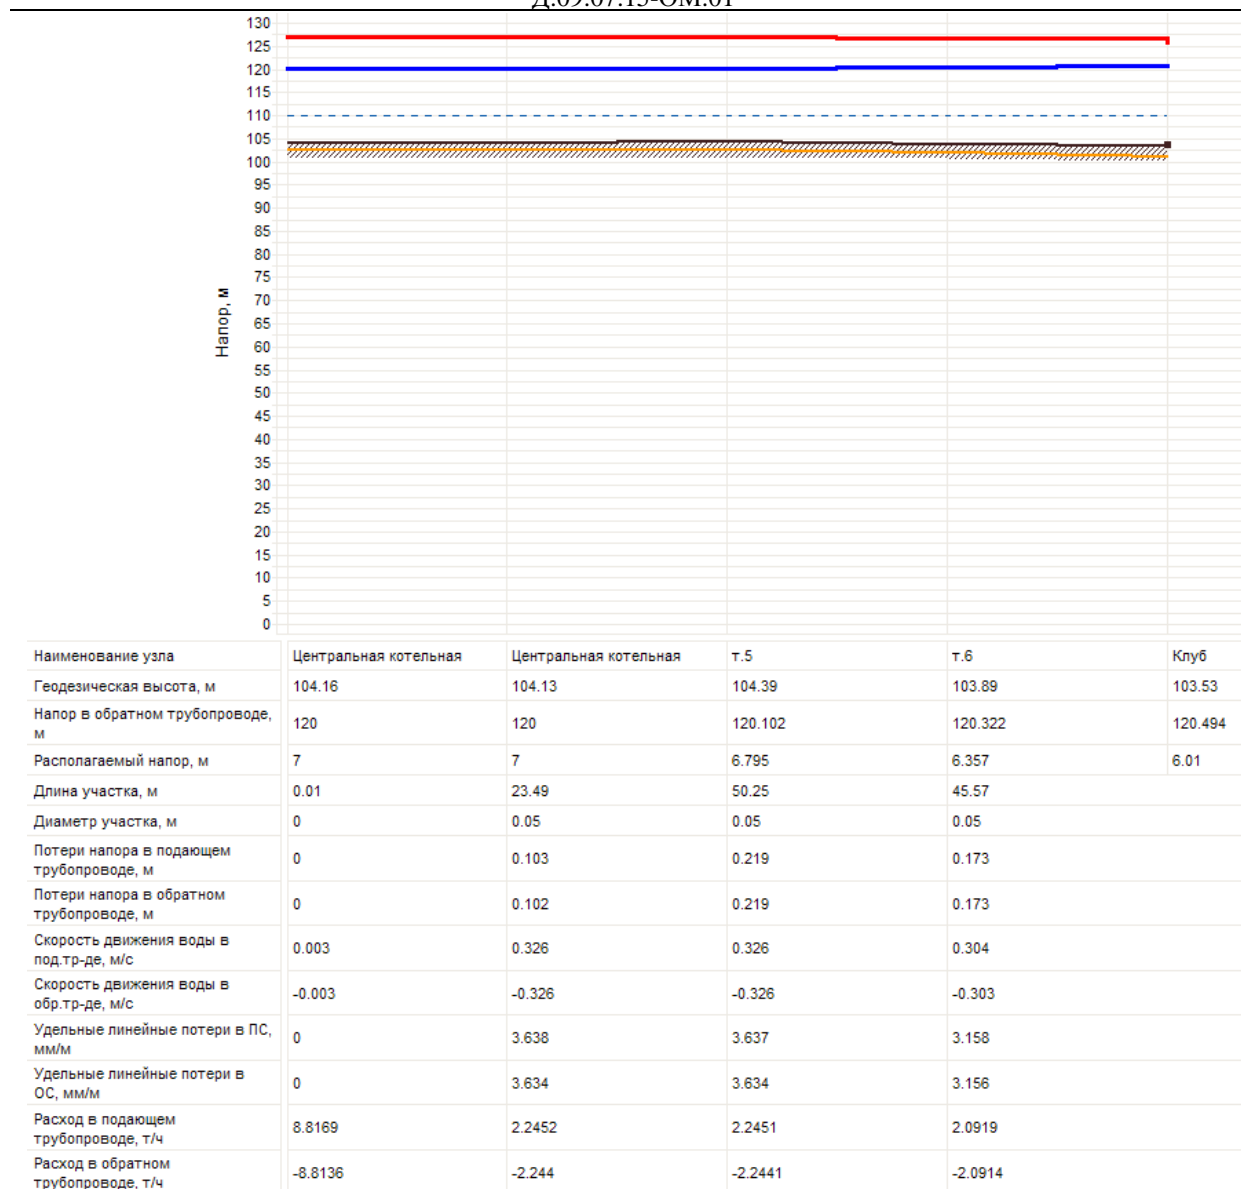 Д.09.07.15-ОМ.01
130
125
120
115
110
105
100
95
90
85
80
75
70
65
60
55
50
45
40
35
30
25
20
15
10
5
0
Напор, м
Наименование узла Центральная котельная Центральная котельная т.5 т.6 Клуб
Геодезическая высота, м 104.16 104.13 104.39 103.89 103.53
Напор в обратном трубопроводе,
м 120 120 120.102 120.322 120.494
Располагаемый напор, м 7 7 6.795 6.357 6.01
Длина участка, м 0.01 23.49 50.25 45.57
Диаметр участка, м 0 0.05 0.05 0.05
Потери напора в подающем
трубопроводе, м 0 0.103 0.219 0.173
Потери напора в обратном
трубопроводе, м 0 0.102 0.219 0.173
Скорость движения воды в
под.тр-де, м/с 0.003 0.326 0.326 0.304
Скорость движения воды в
обр.тр-де, м/с -0.003 -0.326 -0.326 -0.303
Удельные линейные потери в ПС,
мм/м 0 3.638 3.637 3.158
Удельные линейные потери в
ОС, мм/м 0 3.634 3.634 3.156
Расход в подающем
трубопроводе, т/ч 8.8169 2.2452 2.2451 2.0919
Расход в обратном
трубопроводе, т/ч -8.8136 -2.244 -2.2441 -2.0914